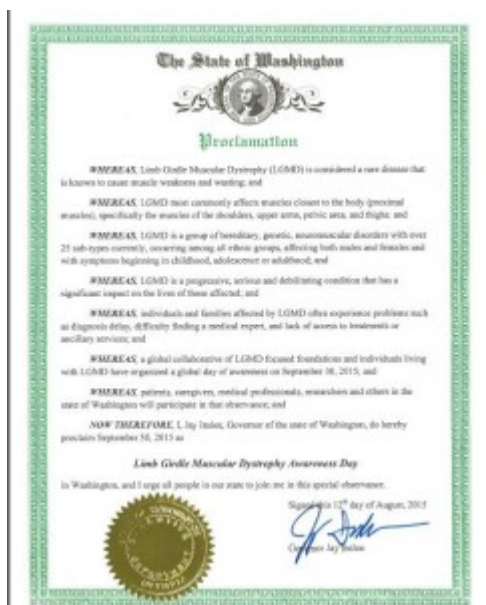 The State of Washington
Proclamation
WHEREAS, Limb Girdle Muscular Dystrophy (LGMD) is considered a rare disease that
is known to cause muscle weakness and wasting; and
WHEREAS, LGMD most commonly affects muscles closest to the body (proximal
muscles), specifically the muscles of the shoulders, upper arms, pelvic area, and thighs; and
WHEREAS, LGMD is a group of hereditary, genetic, neuromuscular disorders with over
25 sub-types currently, occurring among all ethnic groups, affecting both males and females and
with symptoms beginning in childhood, adolescence or adulthood; and
WHEREAS, LGMD is a progressive, serious and debilitating condition that has a
significant impact on the lives of those affected; and
WHEREAS, individuals and families affected by LGMD often experience problems such
as diagnosis delay, difficulty finding a medical expert, and lack of access to treatments or
ancillary services; and
WHEREAS, a global collaborative of LGMD focused foundations and individuals living
with LGMD have organized a global day of awareness on September 30, 2015; and
WHEREAS, patients, caregivers, medical professionals, researchers and others in the
state of Washington will participate in that observance; and
NOW THEREFORE, I, Jay Inslee, Governor of the state of Washington, do hereby
proclaim September 30, 2015 as
Limb Girdle Muscular Dystrophy Awareness Day
in Washington, and I urge all people in our state to join me in this special observance.
Signed this 12th day of August, 2015
Governor Jay Inslee